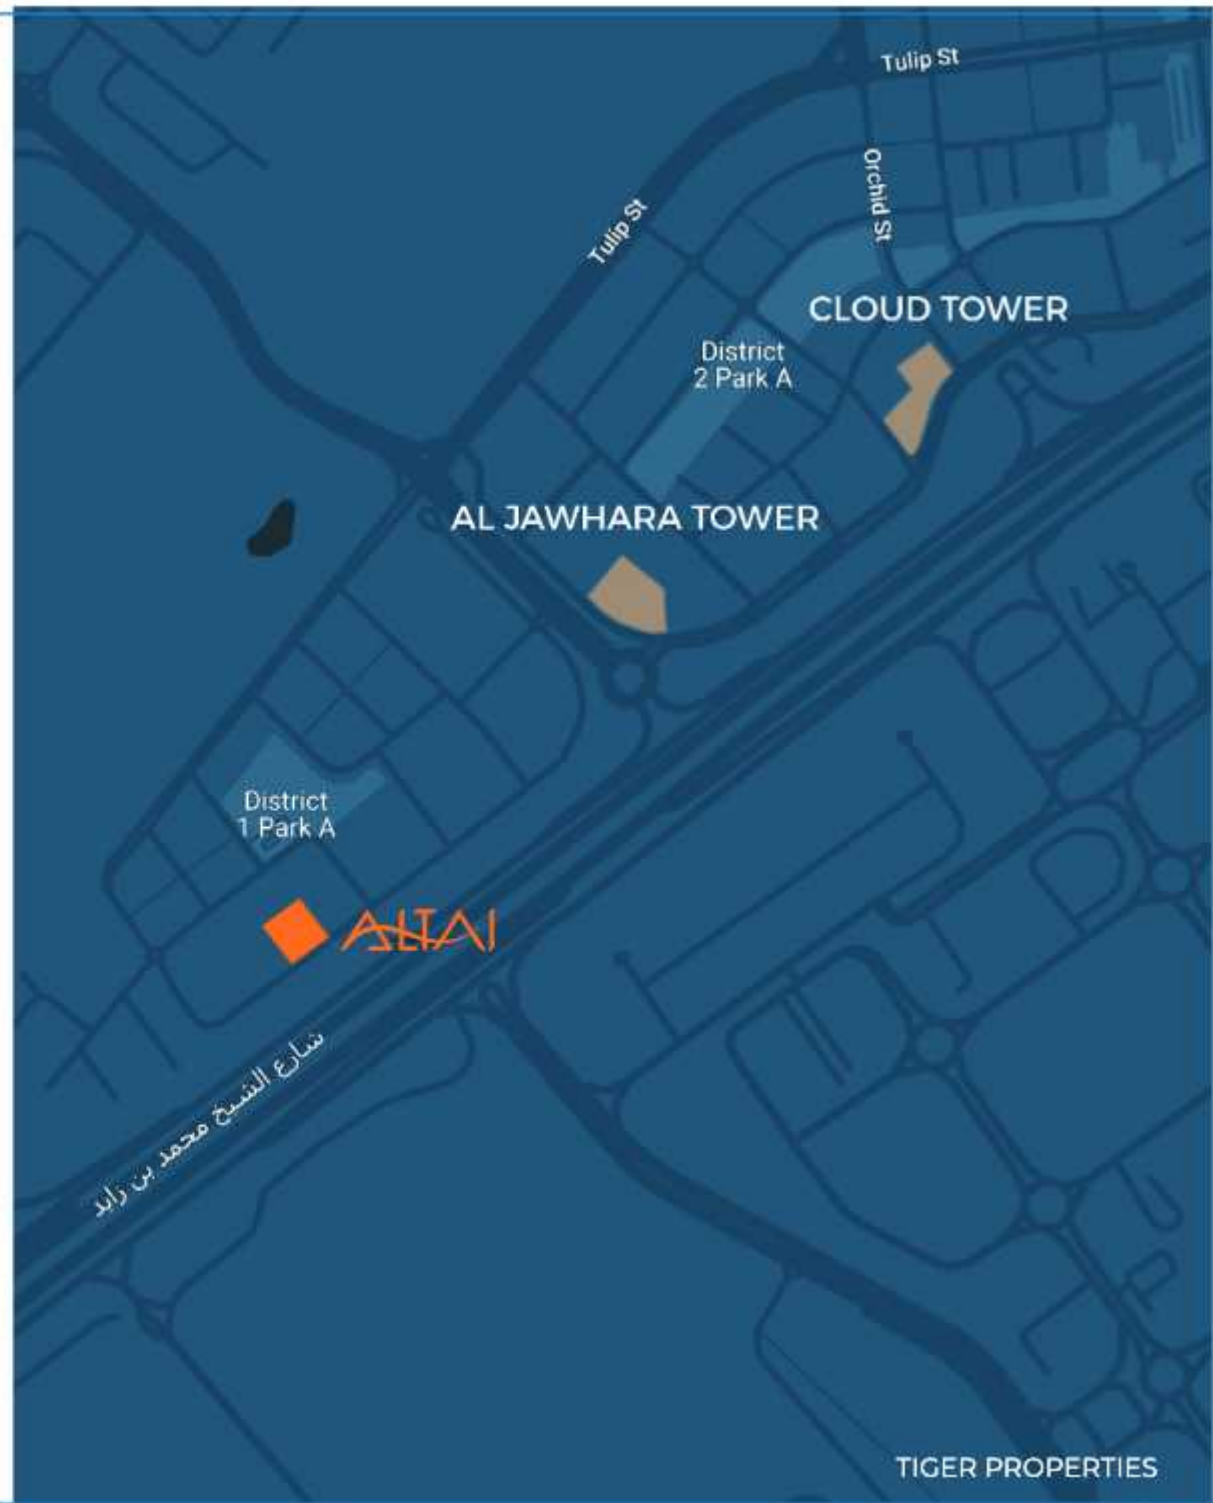 Tulip St
Orchid St
Tulip St
CLOUD TOWER
District
2 Park A
AL JAWHARA TOWER
District
1 Park A
ALTAI
شارع الشيخ محمد بن زايد
TIGER PROPERTIES